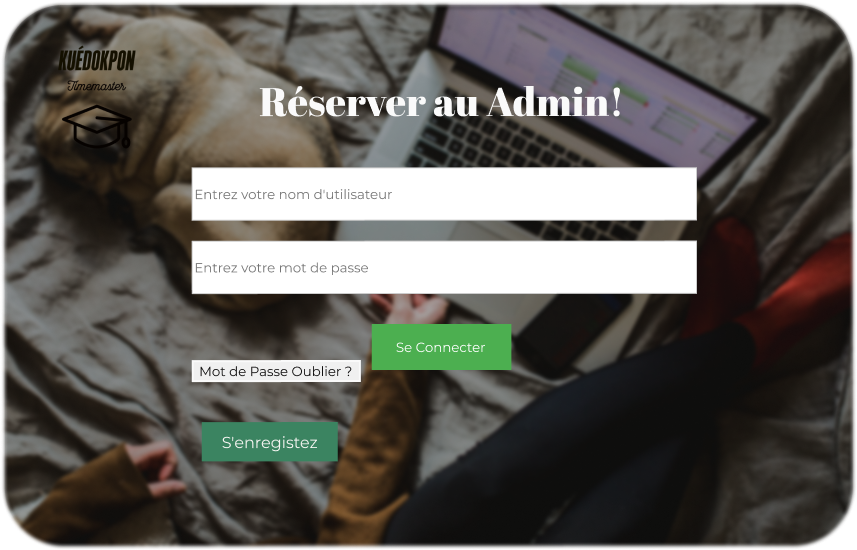 KUÉDOKPON
Timemaster
Réserver au Admin!
Entrez votre nom d'utilisateur
Entrez votre mot de passe
Se Connecter
Mot de Passe Oublier ?
S'enregistez